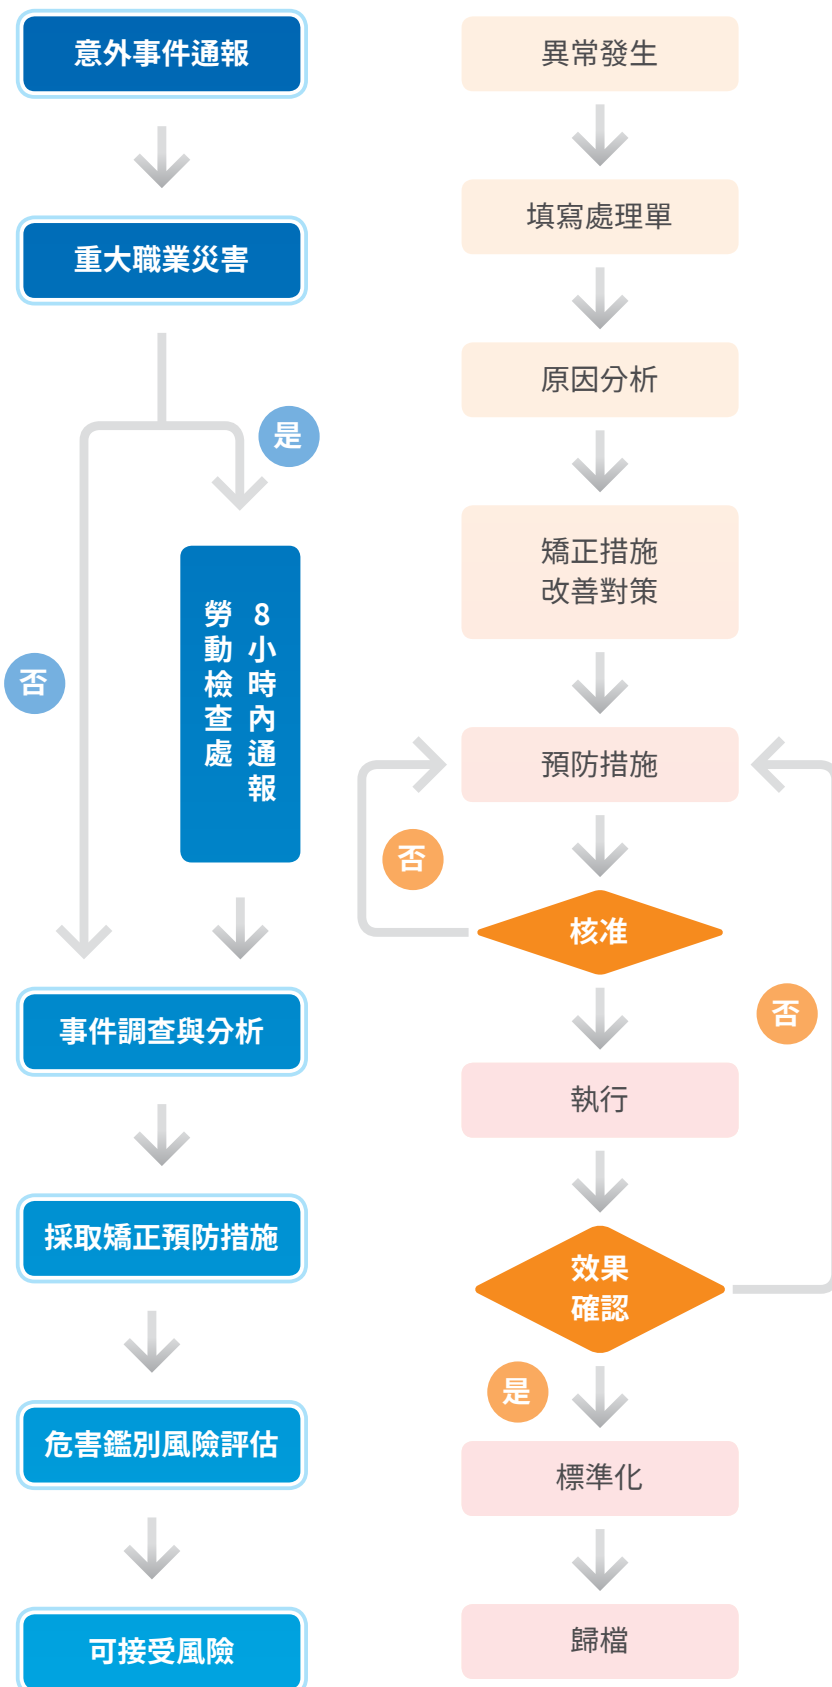 意外事件通報
重大職業災害
是
否
8小時內通報
勞動檢查處
事件調查與分析
採取矯正預防措施
危害鑑別風險評估
可接受風險
異常發生
填寫處理單
原因分析
矯正措施
改善對策
預防措施
否
核准
否
執行
效果
確認
是
標準化
歸檔